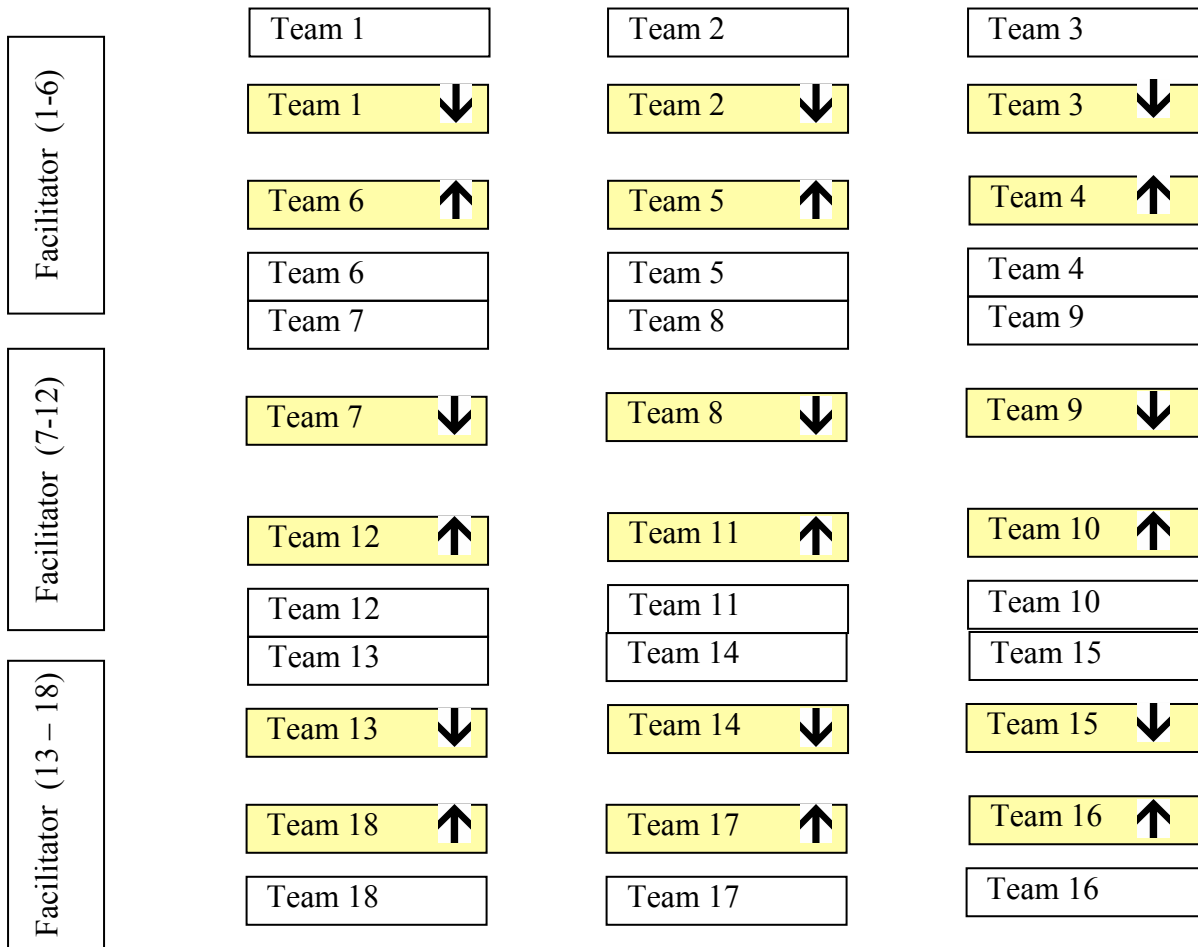 Facilitator (1-6)
Team 1
Team 2
Team 3
Team 1
Team 2
Team 3
Team 6
Team 5
Team 4
Team 6
Team 5
Team 4
Team 7
Team 8
Team 9
Facilitator (7-12)
Team 7
Team 8
Team 9
Team 12
Team 11
Team 10
Team 12
Team 11
Team 10
Team 13
Team 14
Team 15
Facilitator (13 – 18)
Team 13
Team 14
Team 15
Team 18
Team 17
Team 16
Team 18
Team 17
Team 16